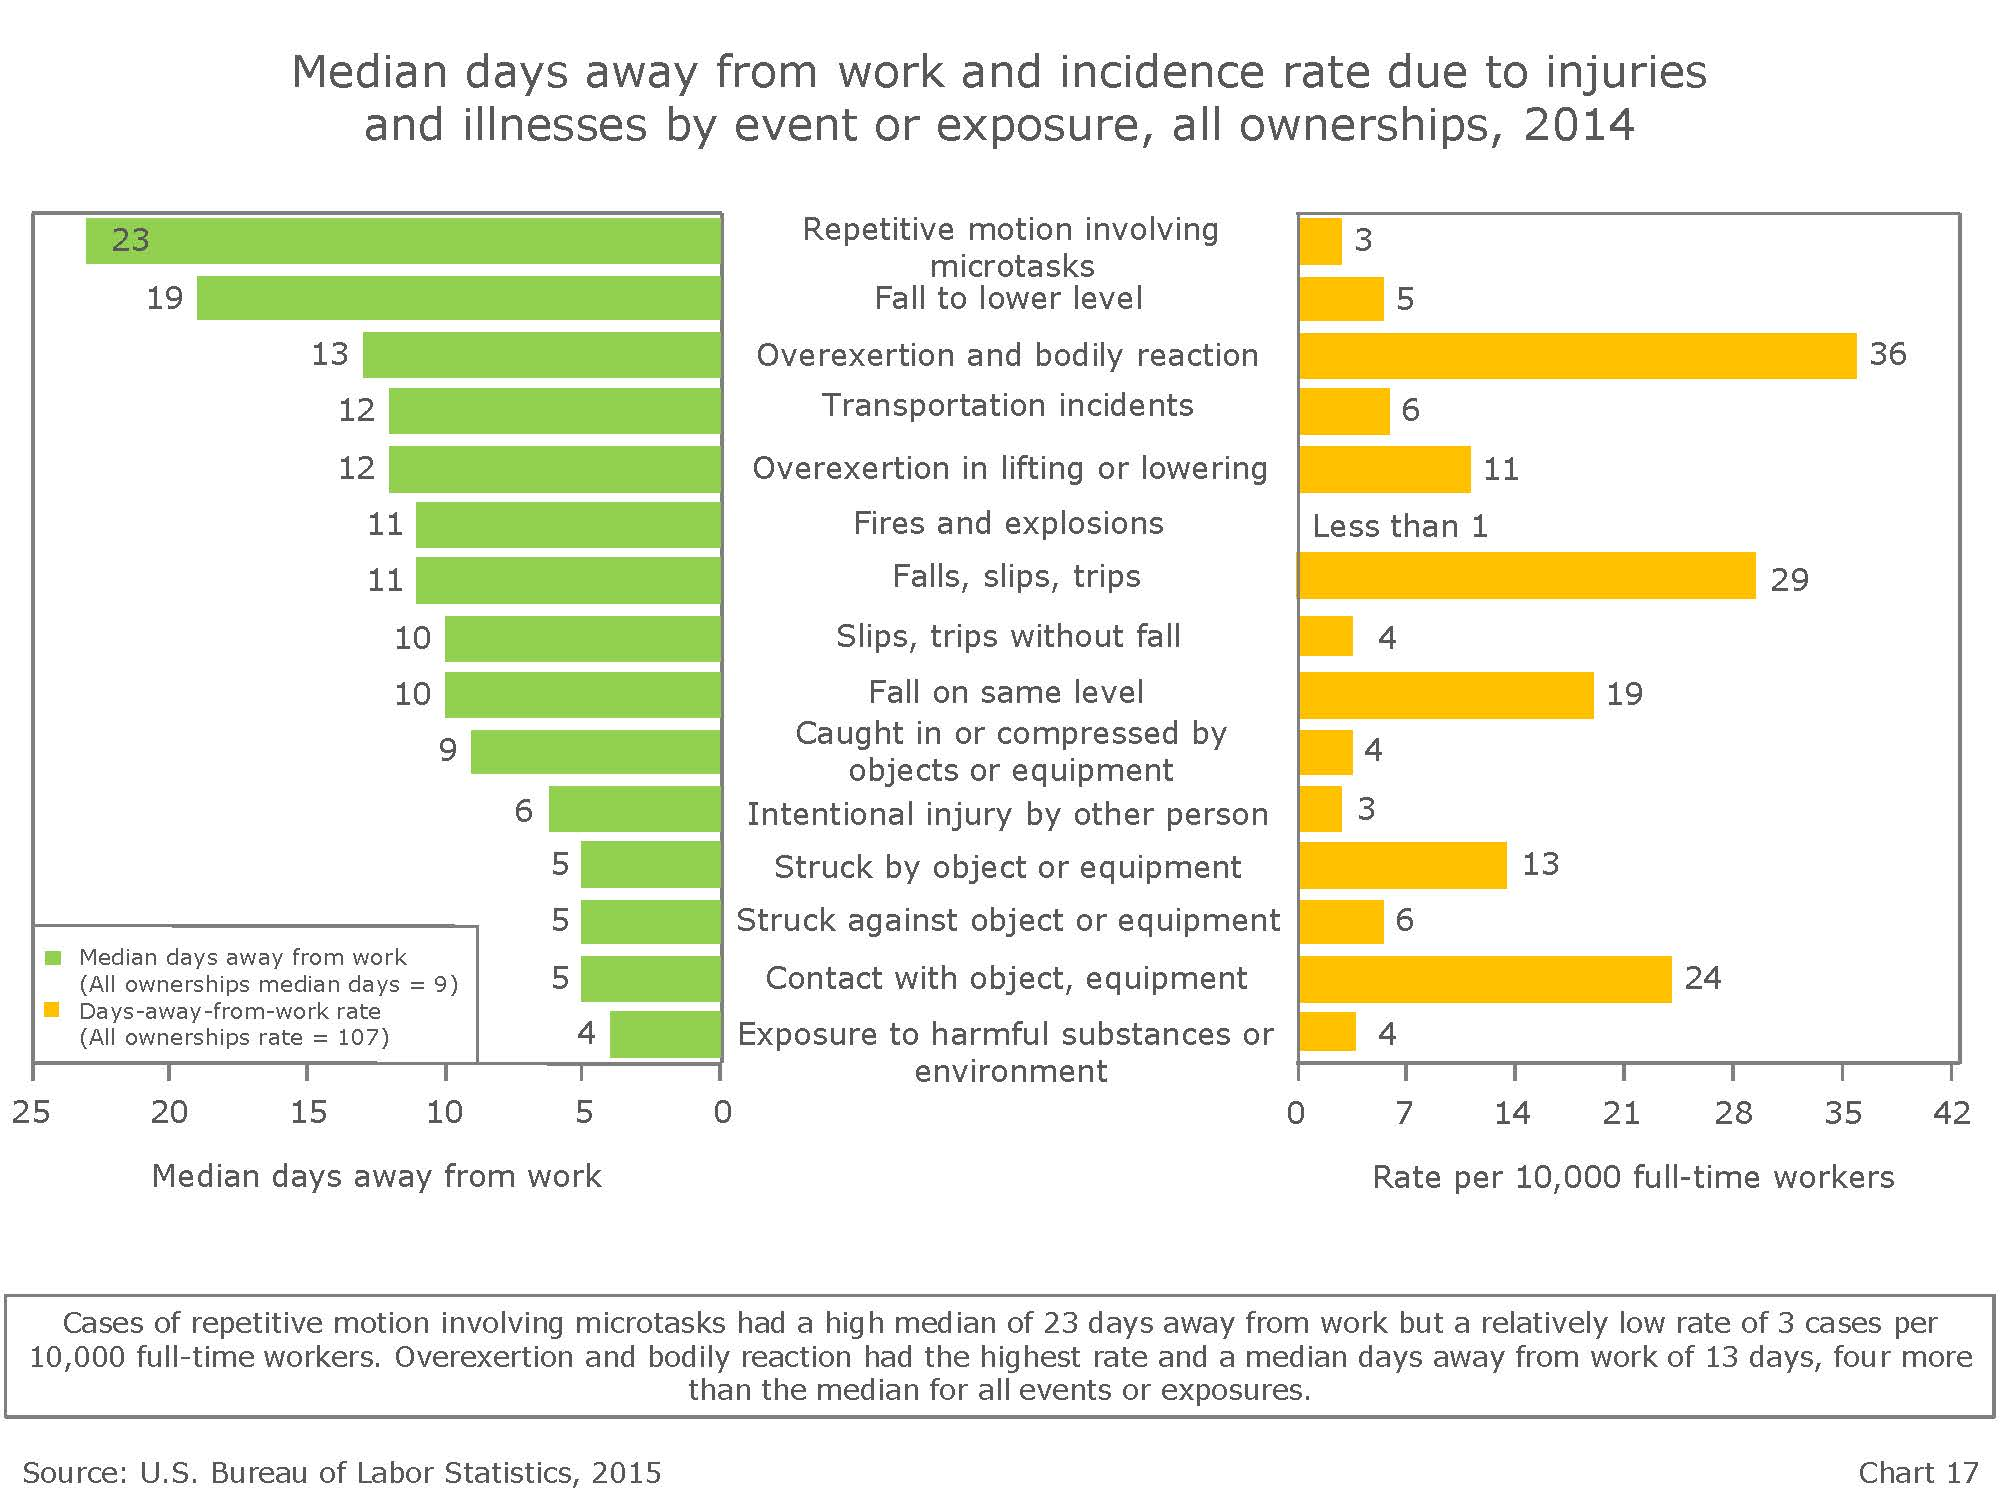 Median days away from work and incidence rate due to injuries
and illnesses by event or exposure, all ownerships, 2014
23 Repetitive motion involving 3
microtasks
19 Fall to lower level 5
13 Overexertion and bodily reaction 36
12 Transportation incidents 6
12 Overexertion in lifting or lowering 11
11 Fires and explosions Less than 1
11 Falls, slips, trips 29
10 Slips, trips without fall 4
10 Fall on same level 19
9 Caught in or compressed by 4
objects or equipment
6 Intentional injury by other person 3
5 Struck by object or equipment 13
5 Struck against object or equipment 6
5 Contact with object, equipment 24
4 Exposure to harmful substances or 4
environment
Median days away from work
(All ownerships median days = 9)
Days-away-from-work rate
(All ownerships rate = 107)
25 20 15 10 5 0
0 7 14 21 28 35 42
Median days away from work
Rate per 10,000 full-time workers
Cases of repetitive motion involving microtasks had a high median of 23 days away from work but a relatively low rate of 3 cases per
10,000 full-time workers. Overexertion and bodily reaction had the highest rate and a median days away from work of 13 days, four more
than the median for all events or exposures.
Source: U.S. Bureau of Labor Statistics, 2015
Chart 17